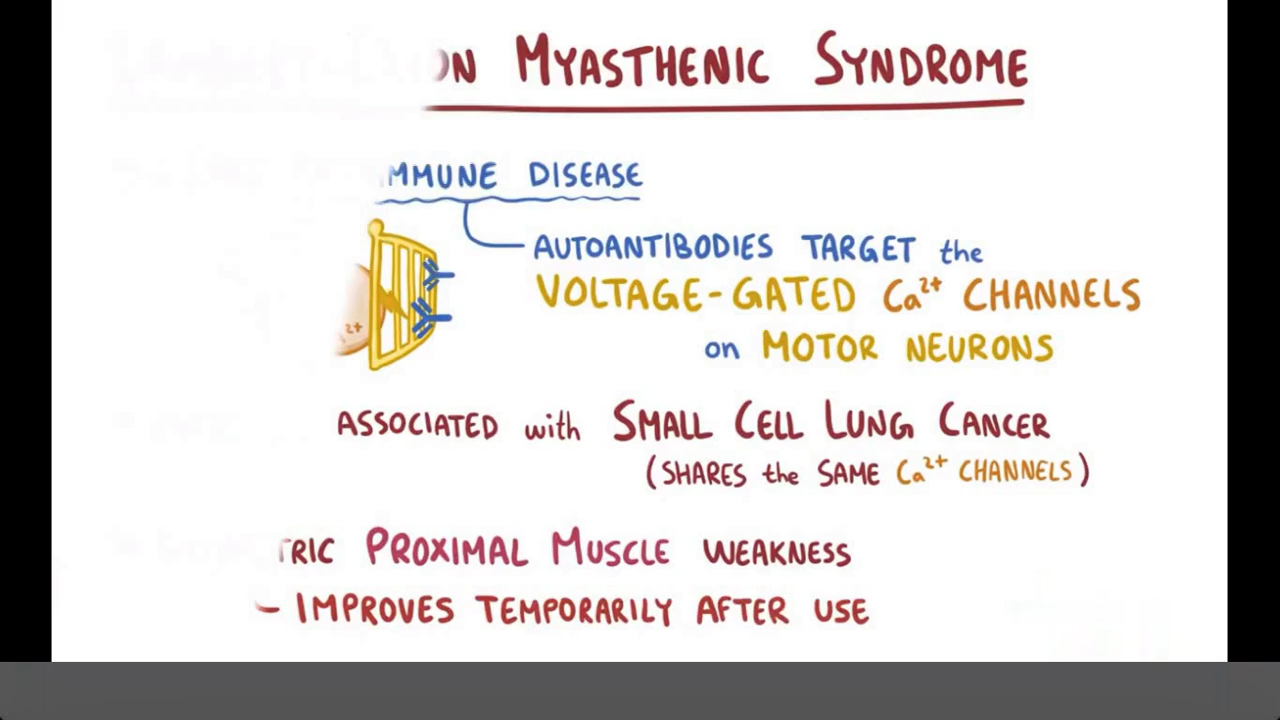 ON MYASTHENIC SYNDROME
MMUNE DISEASE
AUTOANTIBODIES TARGET the
VOLTAGE-GATED Ca²⁺ CHANNELS
on MOTOR NEURONS
2+
ASSOCIATED with SMALL CELL LUNG CANCER
(SHARES the SAME Ca²⁺ CHANNELS)
TRIC PROXIMAL MUSCLE WEAKNESS
- IMPROVES TEMPORARILY AFTER USE